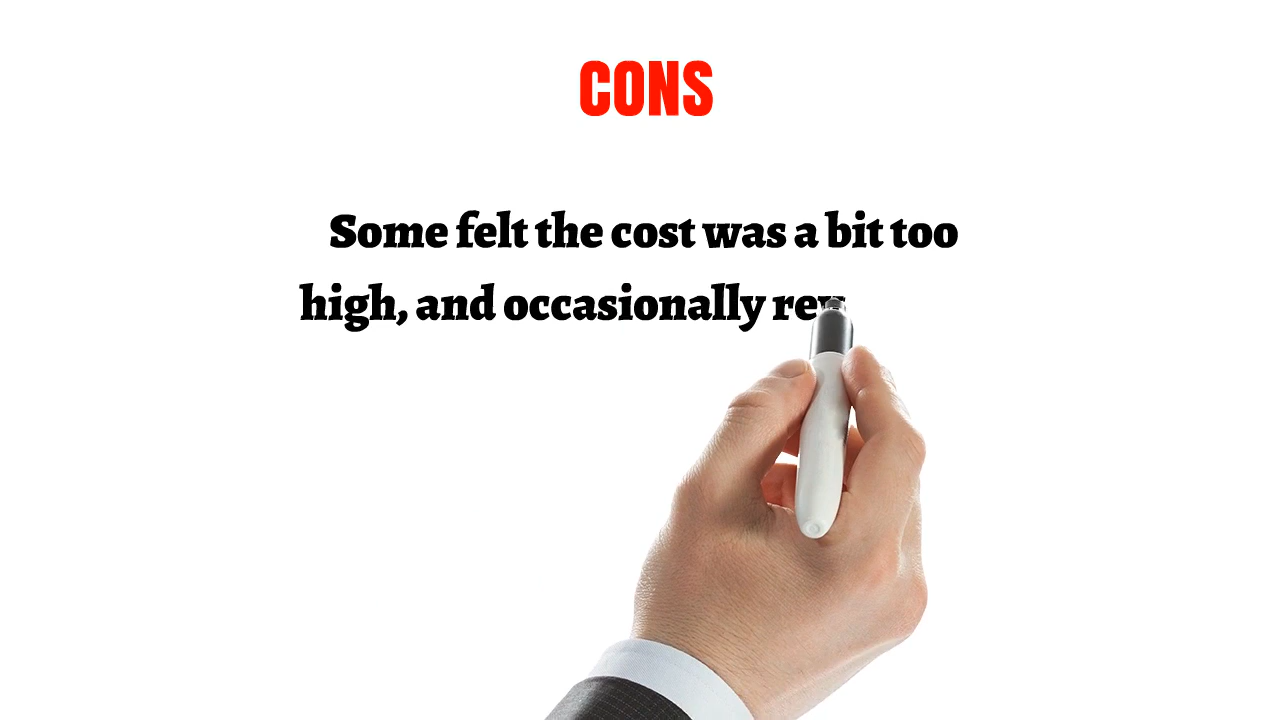 CONS
Some felt the cost was a bit too
high, and occasionally